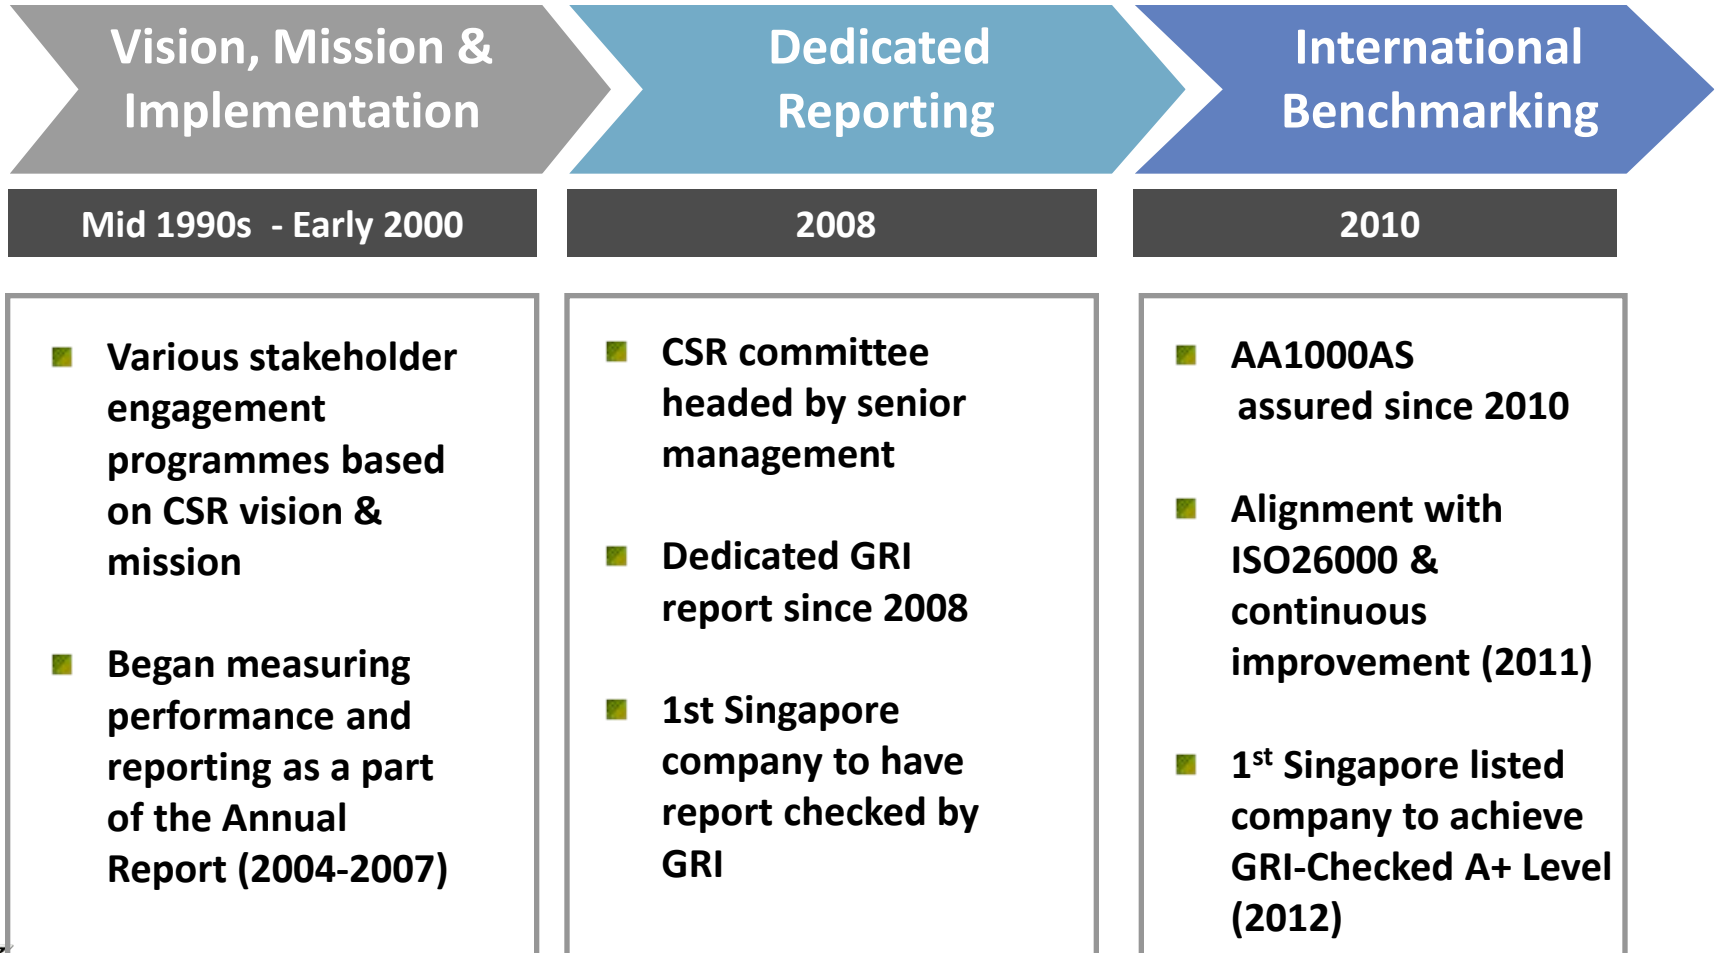 Vision, Mission &
Implementation
Dedicated
Reporting
International
Benchmarking
Mid 1990s - Early 2000
2008
2010
Various stakeholder
engagement
programmes based
on CSR vision &
mission
Began measuring
performance and
reporting as a part
of the Annual
Report (2004-2007)
CSR committee
headed by senior
management
Dedicated GRI
report since 2008
1st Singapore
company to have
report checked by
GRI
AA1000AS
assured since 2010
Alignment with
ISO26000 &
continuous
improvement (2011)
1st Singapore listed
company to achieve
GRI-Checked A+ Level
(2012)